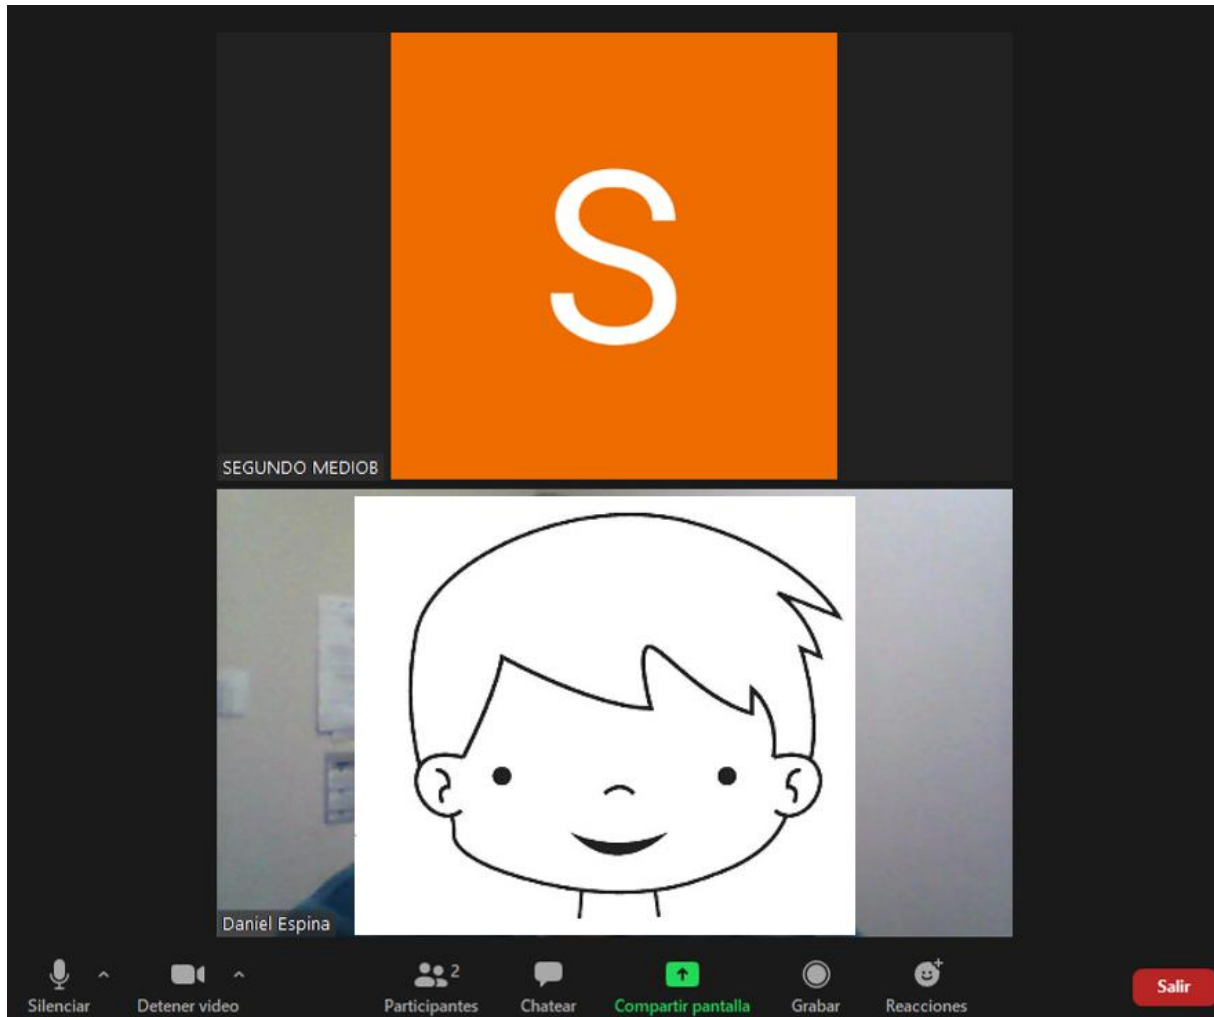 S
SEGUNDO MEDIOB
Daniel Espina
Silenciar
Detener video
Participantes
2
Chatear
Compartir pantalla
Grabar
Reacciones
Salir